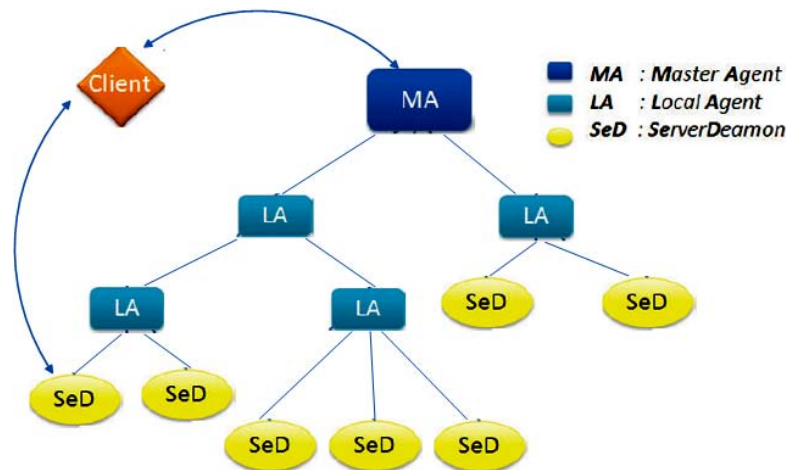 Client
MA
MA : Master Agent
LA : Local Agent
SeD : ServerDeamon
LA
LA
SeD
SeD
LA
LA
SeD
SeD
SeD
SeD
SeD